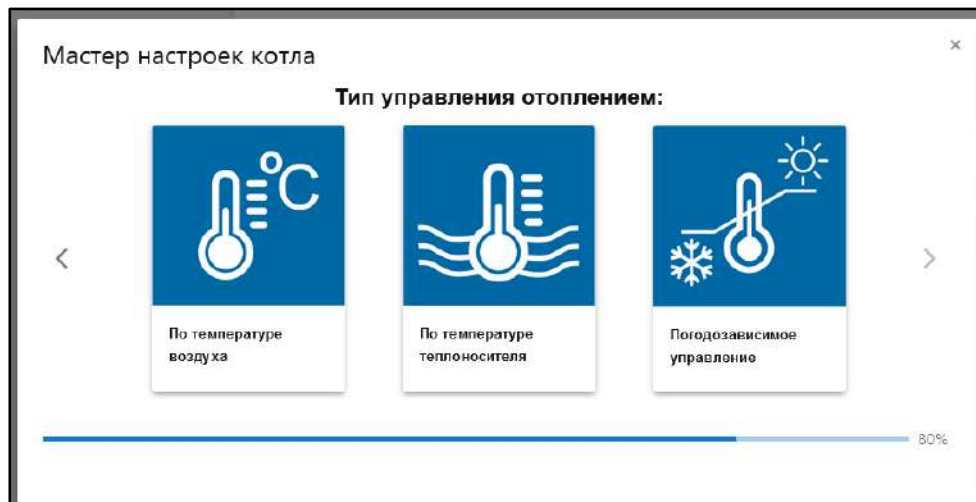 Мастер настроек котла
×
Тип управления отоплением:
°C
По температуре
воздуха
По температуре
теплоносителя
Погодозависимое
управление
80%